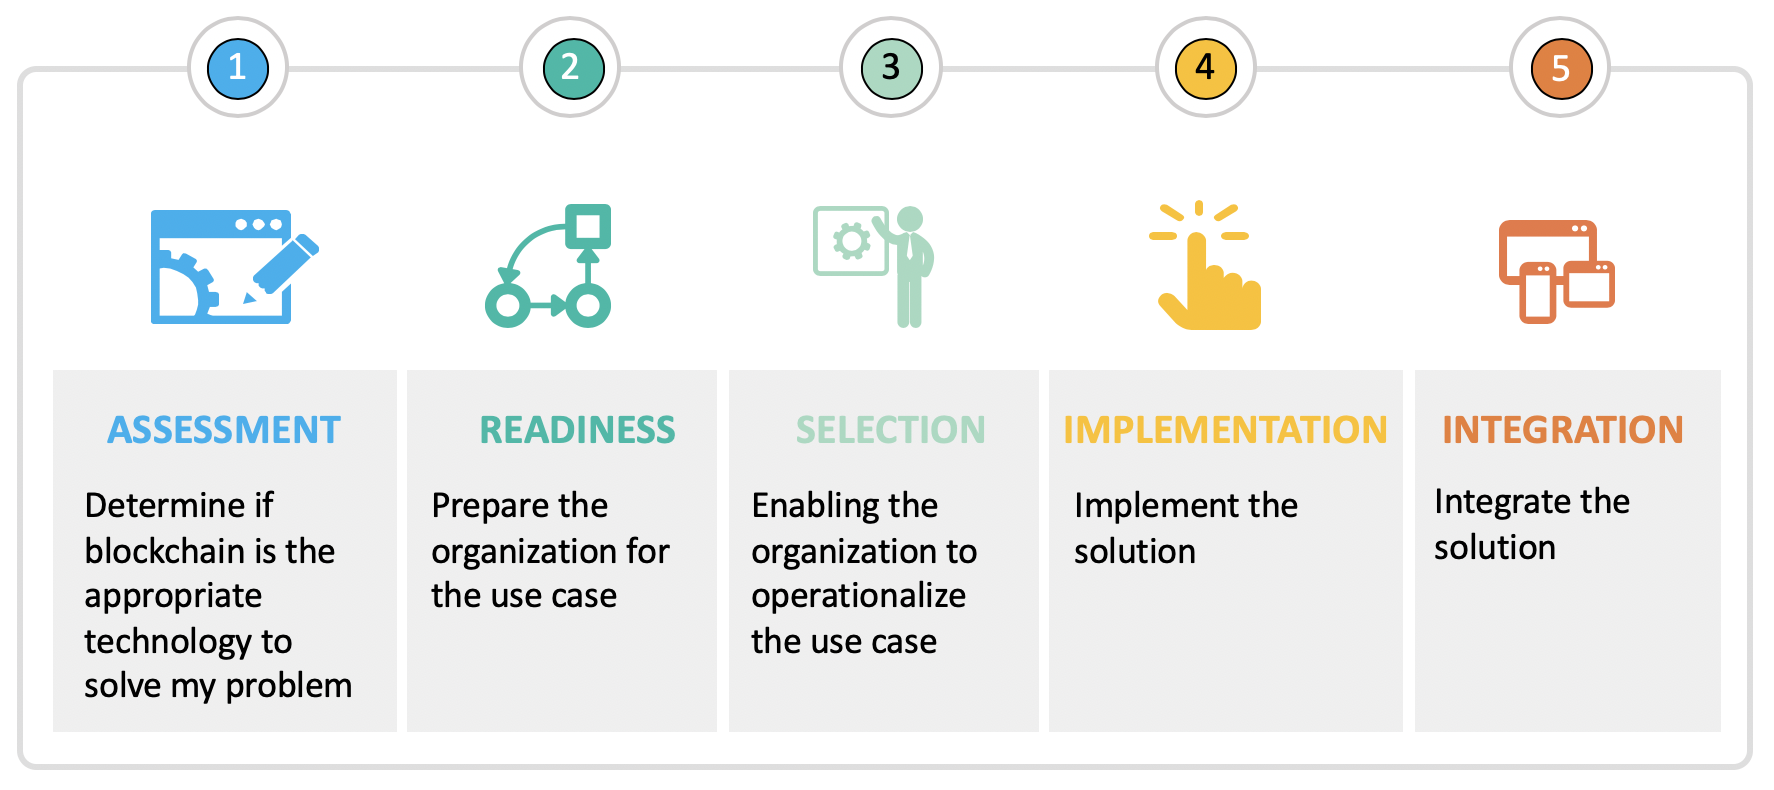 1
2
3
4
5
ASSESSMENT
Determine if
blockchain is the
appropriate
technology to
solve my problem
READINESS
Prepare the
organization for
the use case
SELECTION
Enabling the
organization to
operationalize
the use case
IMPLEMENTATION
Implement the
solution
INTEGRATION
Integrate the
solution